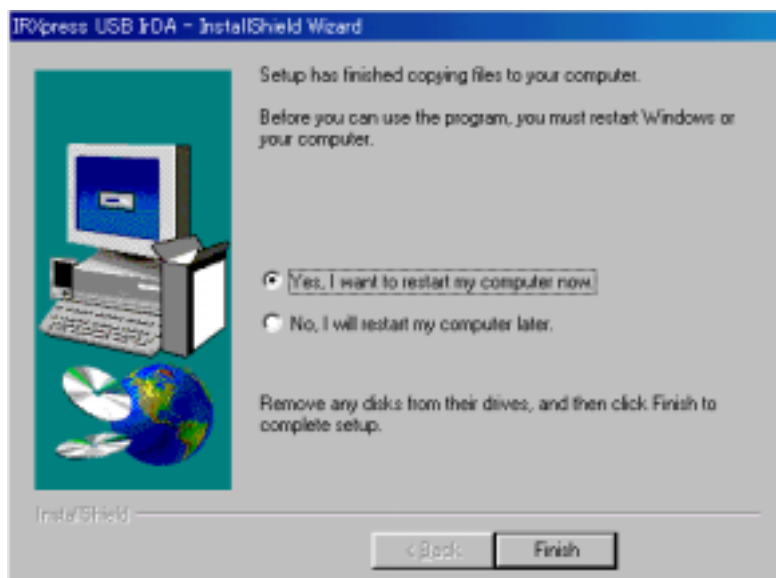 IRXpress USB IrDA - InstallShield Wizard
Setup has finished copying files to your computer.
Before you can use the program, you must restart Windows or
your computer.
Yes, I want to restart my computer now.
No, I will restart my computer later.
Remove any disks from their drives, and then click Finish to
complete setup.
InstallShield
< Back
Finish